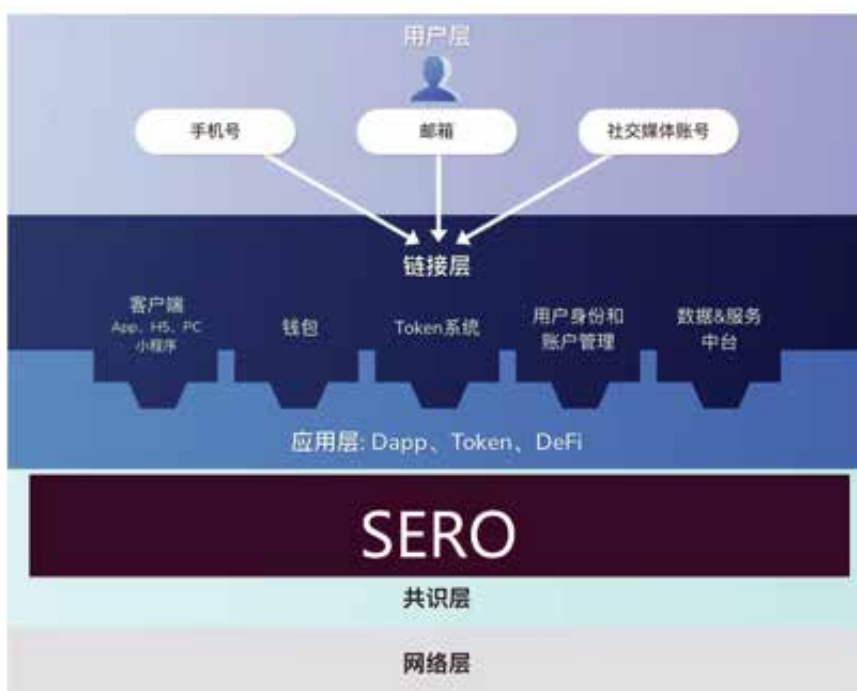 用户层
手机号
邮箱
社交媒体账号
链接层
客户端
App、H5、PC
小程序
钱包
Token系统
用户身份和
账户管理
数据&服务
中台
应用层: Dapp、Token、DeFi
SERO
共识层
网络层